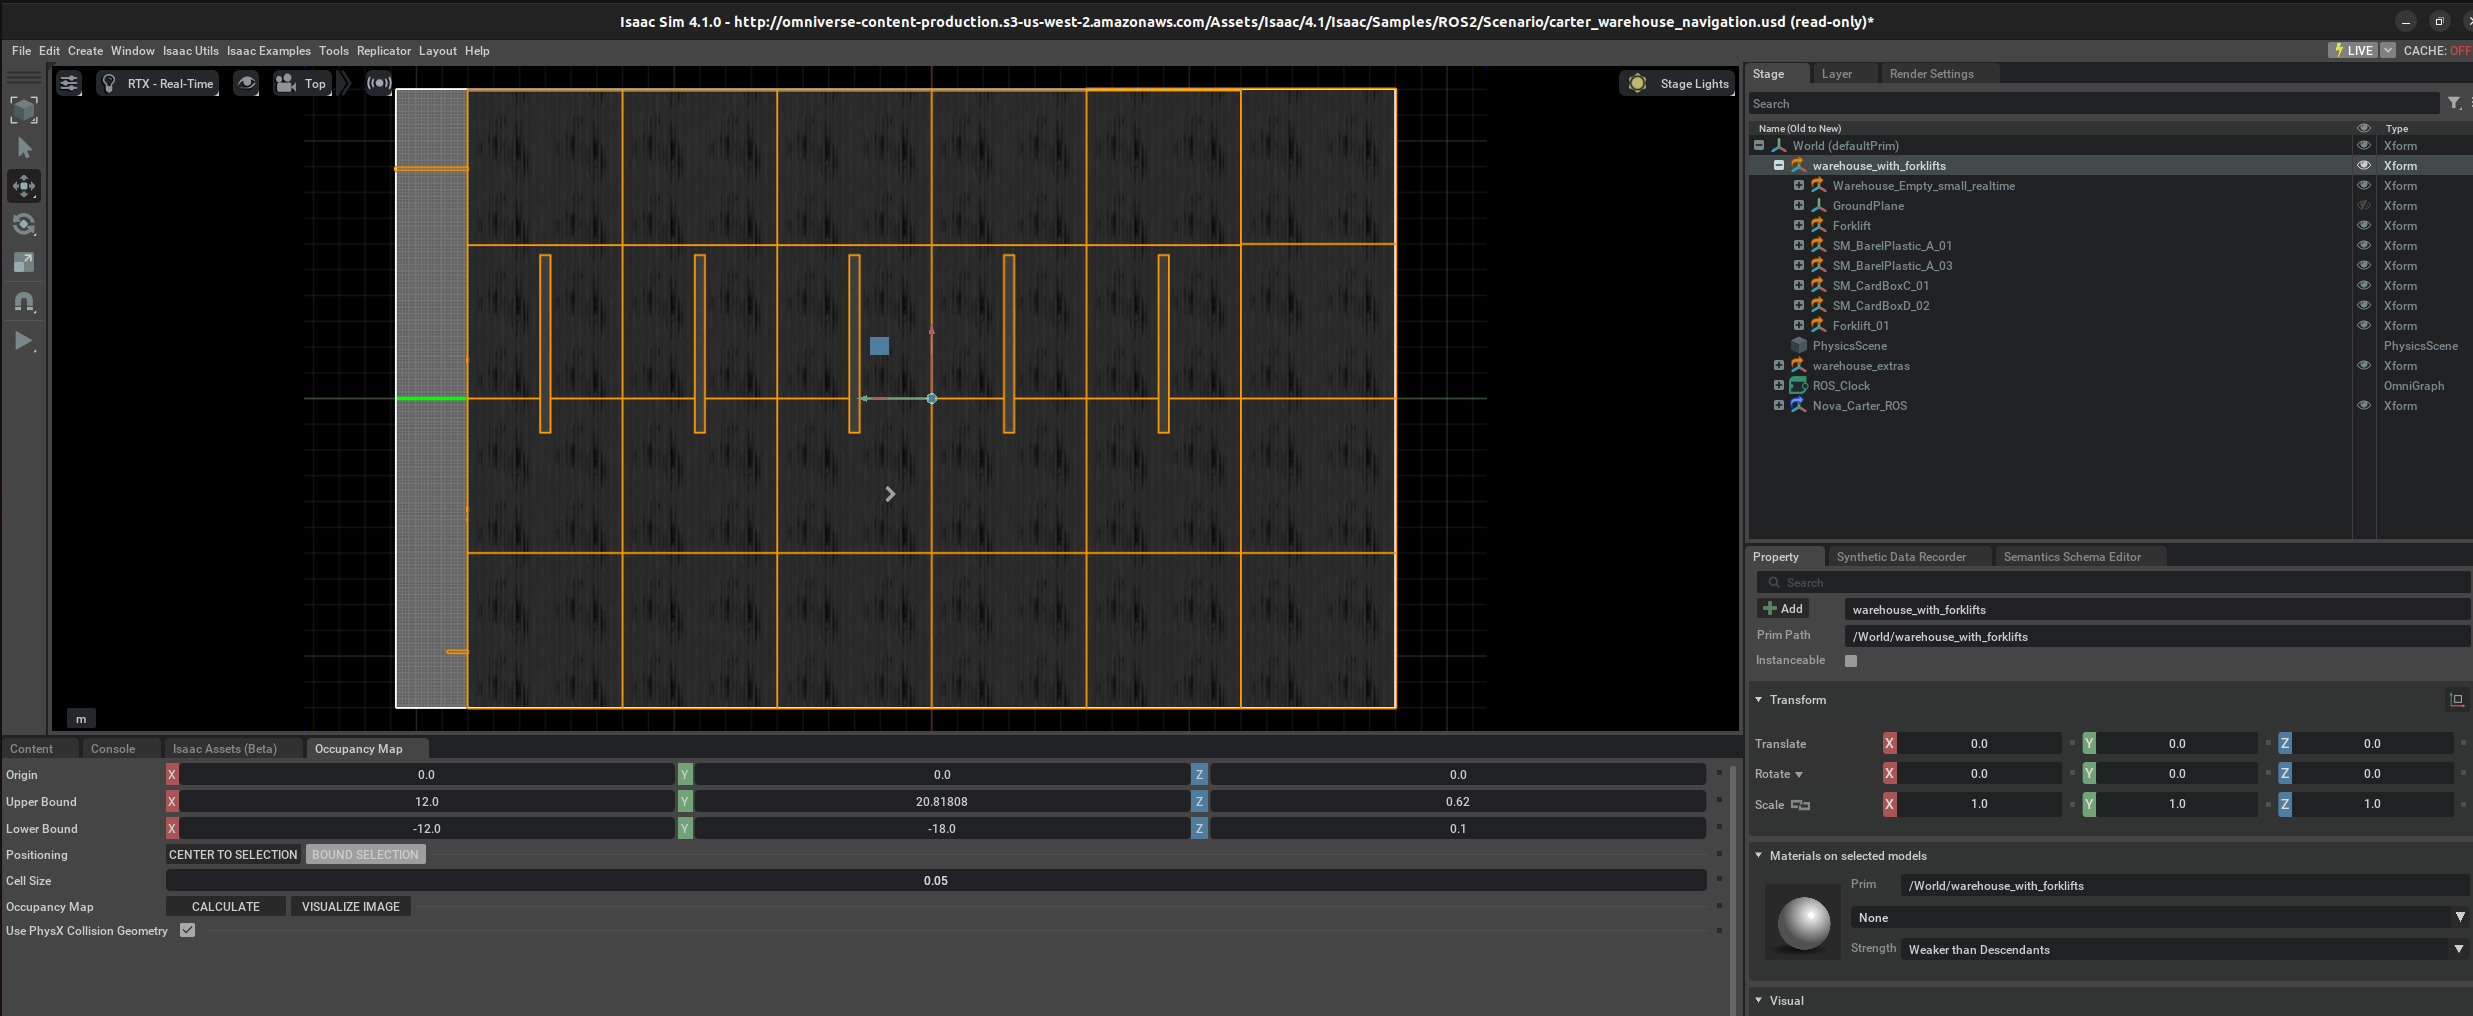 Isaac Sim 4.1.0 - http://omniverse-content-production.s3-us-west-2.amazonaws.com/Assets/Isaac/4.1/Isaac/Samples/ROS2/Scenario/carter_warehouse_navigation.usd (read-only)*
File Edit Create Window Isaac Utils Isaac Examples Tools Replicator Layout Help
LIVE CACHE: OFF
RTX - Real-Time Top Stage Lights
m
Stage Layer Render Settings
Search
Name (Old to New) Type
World (defaultPrim) Xform
warehouse_with_forklifts Xform
Warehouse_Empty_small_realtime Xform
GroundPlane Xform
Forklift Xform
SM_BarelPlastic_A_01 Xform
SM_BarelPlastic_A_03 Xform
SM_CardBoxC_01 Xform
SM_CardBoxD_02 Xform
Forklift_01 Xform
PhysicsScene PhysicsScene
warehouse_extras Xform
ROS_Clock OmniGraph
Nova_Carter_ROS Xform
Property Synthetic Data Recorder Semantics Schema Editor
Search
Add warehouse_with_forklifts
Prim Path /World/warehouse_with_forklifts
Instanceable
Transform
Translate X 0.0 Y 0.0 Z 0.0
Rotate X 0.0 Y 0.0 Z 0.0
Scale X 1.0 Y 1.0 Z 1.0
Materials on selected models
Prim /World/warehouse_with_forklifts
None
Strength Weaker than Descendants
Visual
Content Console Isaac Assets (Beta) Occupancy Map
Origin X 0.0 Y 0.0 Z 0.0
Upper Bound X 12.0 Y 20.81808 Z 0.62
Lower Bound X -12.0 Y -18.0 Z 0.1
Positioning CENTER TO SELECTION BOUND SELECTION
Cell Size 0.05
Occupancy Map CALCULATE VISUALIZE IMAGE
Use PhysX Collision Geometry